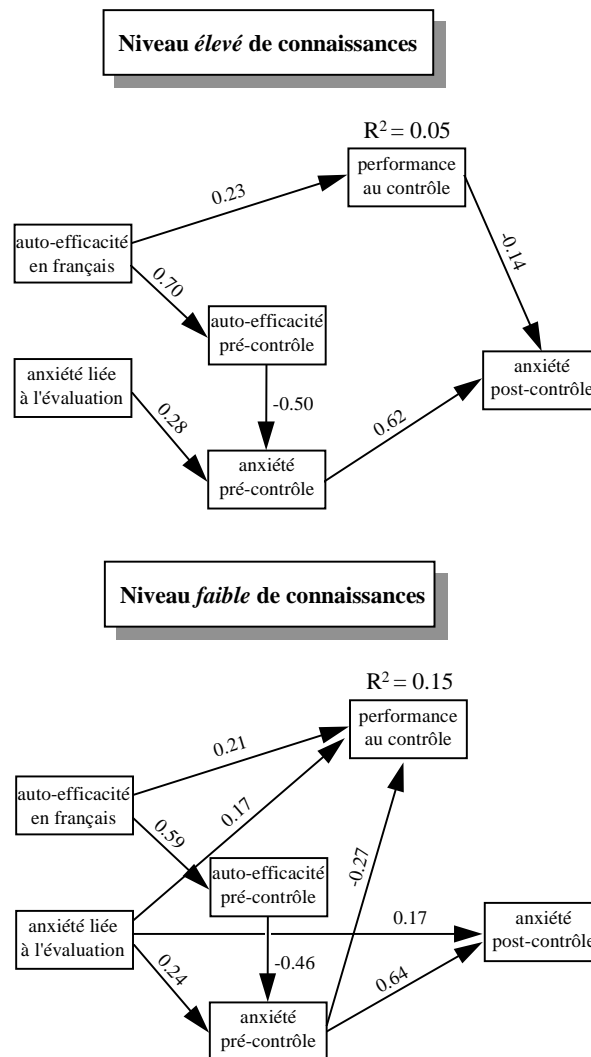 Niveau élevé de connaissances
R² = 0.05
performance
au contrôle
0.23
auto-efficacité
en français
0.70
-0.14
auto-efficacité
pré-contrôle
anxiété
post-contrôle
anxiété liée
à l'évaluation
-0.50
0.28
0.62
anxiété
pré-contrôle
Niveau faible de connaissances
R² = 0.15
performance
au contrôle
0.21
auto-efficacité
en français
0.17
0.59
-0.27
auto-efficacité
pré-contrôle
anxiété liée
à l'évaluation
0.17
anxiété
post-contrôle
-0.46
0.24
0.64
anxiété
pré-contrôle